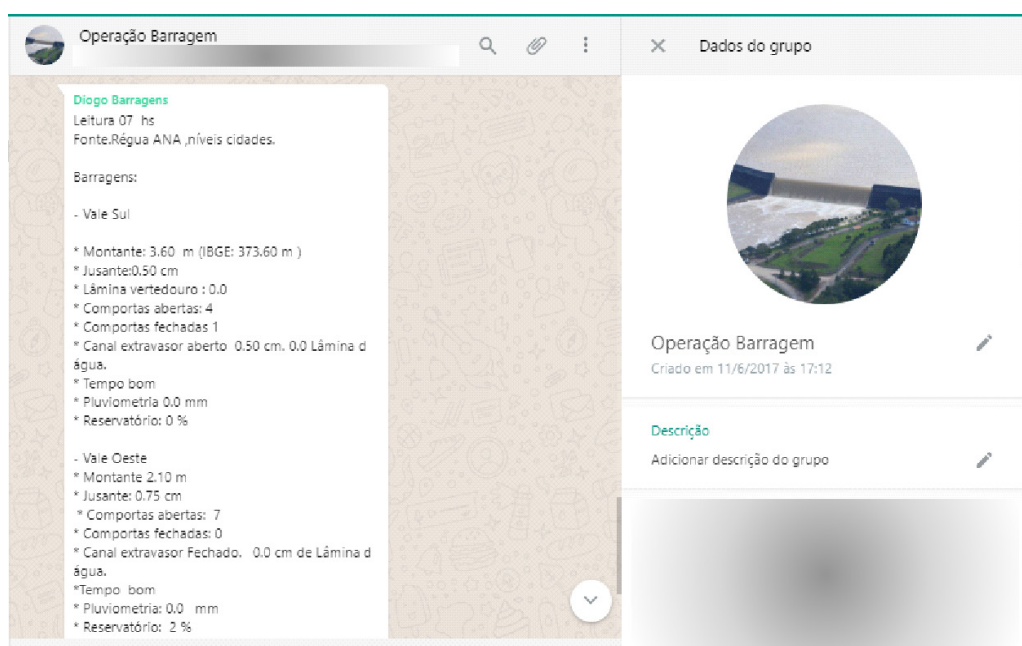 Operação Barragem
Diogo Barragens
Leitura 07 hs
Fonte.Régua ANA ,níveis cidades.
Barragens:
- Vale Sul
* Montante: 3.60 m (IBGE: 373.60 m )
* Jusante:0.50 cm
* Lâmina vertedouro : 0.0
* Comportas abertas: 4
* Comportas fechadas 1
* Canal extravasor aberto 0.50 cm. 0.0 Lâmina d
água.
* Tempo bom
* Pluviometria 0.0 mm
* Reservatório: 0 %
- Vale Oeste
* Montante 2.10 m
* Jusante: 0.75 cm
* Comportas abertas: 7
* Comportas fechadas: 0
* Canal extravasor Fechado. 0.0 cm de Lâmina d
água.
*Tempo bom
* Pluviometria: 0.0 mm
* Reservatório: 2 %
Dados do grupo
Operação Barragem
Criado em 11/6/2017 às 17:12
Descrição
Adicionar descrição do grupo